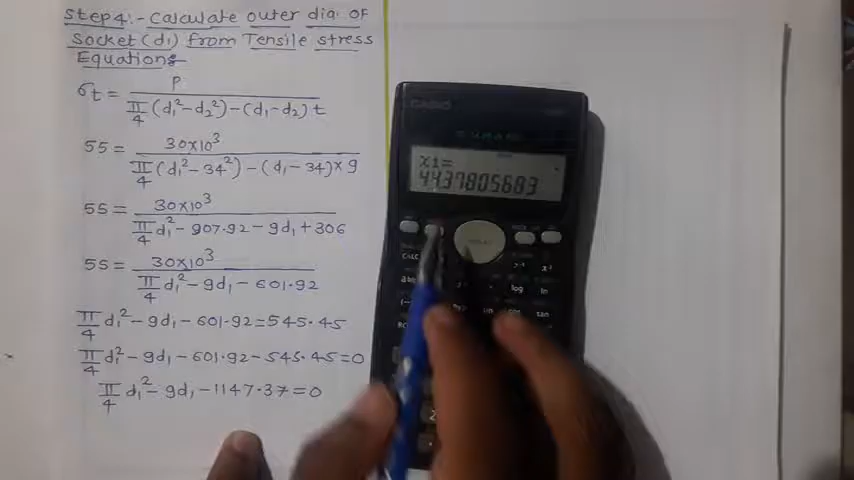 Step4:- Calculate outer dia. of
Socket (d₁) from Tensile stress
Equations
σt = P / π/4 (d₁²-d₂²)-(d₁-d₂)t
55 = 30×10³ / π/4 (d₁²-34²)-(d₁-34)×9
55 = 30×10³ / π/4 d₁²-907.92-9d₁+306
55 = 30×10³ / π/4 d₁²-9d₁-601.92
π/4 d₁²-9d₁-601.92=545.45
π/4 d₁²-9d₁-601.92-545.45=0
π/4 d₁²-9d₁-1147.37=0
CASIO
X1=
44.37805683
CALC
x⁻¹
log ln
tan